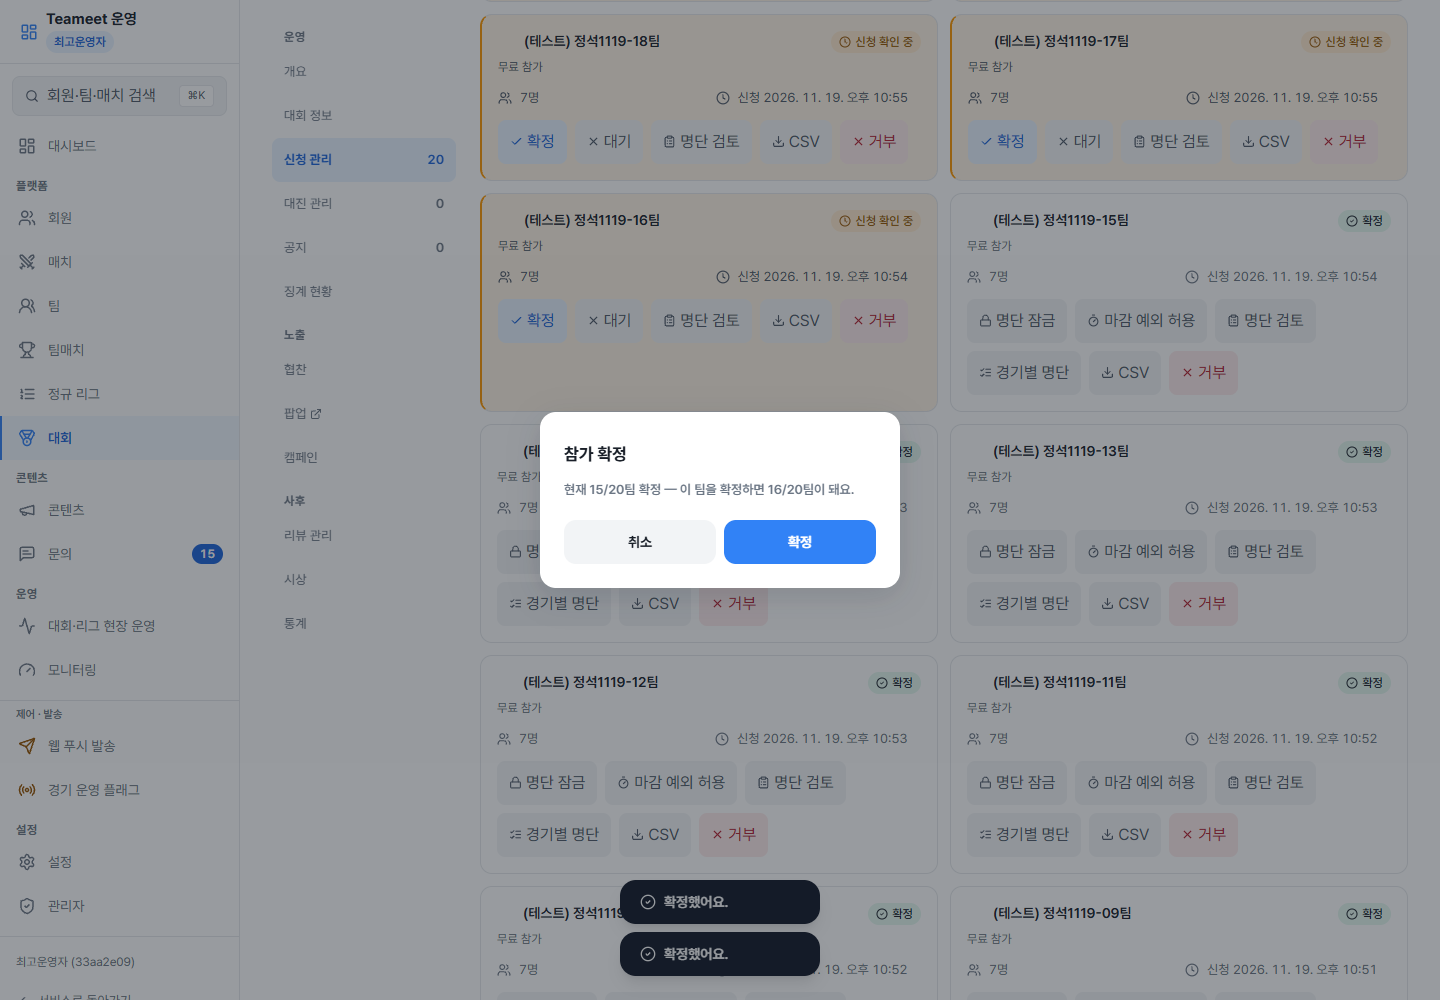 Teameet 운영
최고운영자
회원·팀·매치 검색 ⌘K
대시보드
플랫폼
회원
매치
팀
팀매치
정규 리그
대회
콘텐츠
콘텐츠
문의 15
운영
대회·리그 현장 운영
모니터링
제어 · 발송
웹 푸시 발송
경기 운영 플래그
설정
설정
관리자
최고운영자 (33aa2e09)
서비스로 돌아가기
운영
개요
대회 정보
신청 관리 20
대진 관리 0
공지 0
징계 현황
노출
협찬
팝업
캠페인
사후
리뷰 관리
시상
통계
(테스트) 정석1119-18팀 신청 확인 중
무료 참가
7명 신청 2026. 11. 19. 오후 10:55
확정 대기 명단 검토 CSV 거부
(테스트) 정석1119-17팀 신청 확인 중
무료 참가
7명 신청 2026. 11. 19. 오후 10:55
확정 대기 명단 검토 CSV 거부
(테스트) 정석1119-16팀 신청 확인 중
무료 참가
7명 신청 2026. 11. 19. 오후 10:54
확정 대기 명단 검토 CSV 거부
(테스트) 정석1119-15팀 확정
무료 참가
7명 신청 2026. 11. 19. 오후 10:54
명단 잠금 마감 예외 허용 명단 검토
경기별 명단 CSV 거부
무료 참가
7명
경기별 명단 CSV 거부
(테스트) 정석1119-13팀 확정
무료 참가
7명 신청 2026. 11. 19. 오후 10:53
명단 잠금 마감 예외 허용 명단 검토
경기별 명단 CSV 거부
참가 확정
현재 15/20팀 확정 — 이 팀을 확정하면 16/20팀이 돼요.
취소 확정
(테스트) 정석1119-12팀 확정
무료 참가
7명 신청 2026. 11. 19. 오후 10:53
명단 잠금 마감 예외 허용 명단 검토
경기별 명단 CSV 거부
(테스트) 정석1119-11팀 확정
무료 참가
7명 신청 2026. 11. 19. 오후 10:52
명단 잠금 마감 예외 허용 명단 검토
경기별 명단 CSV 거부
(테스트) 정석1119 확정
무료 참가
7명 19. 오후 10:52
(테스트) 정석1119-09팀 확정
무료 참가
7명 신청 2026. 11. 19. 오후 10:51
확정했어요.
확정했어요.